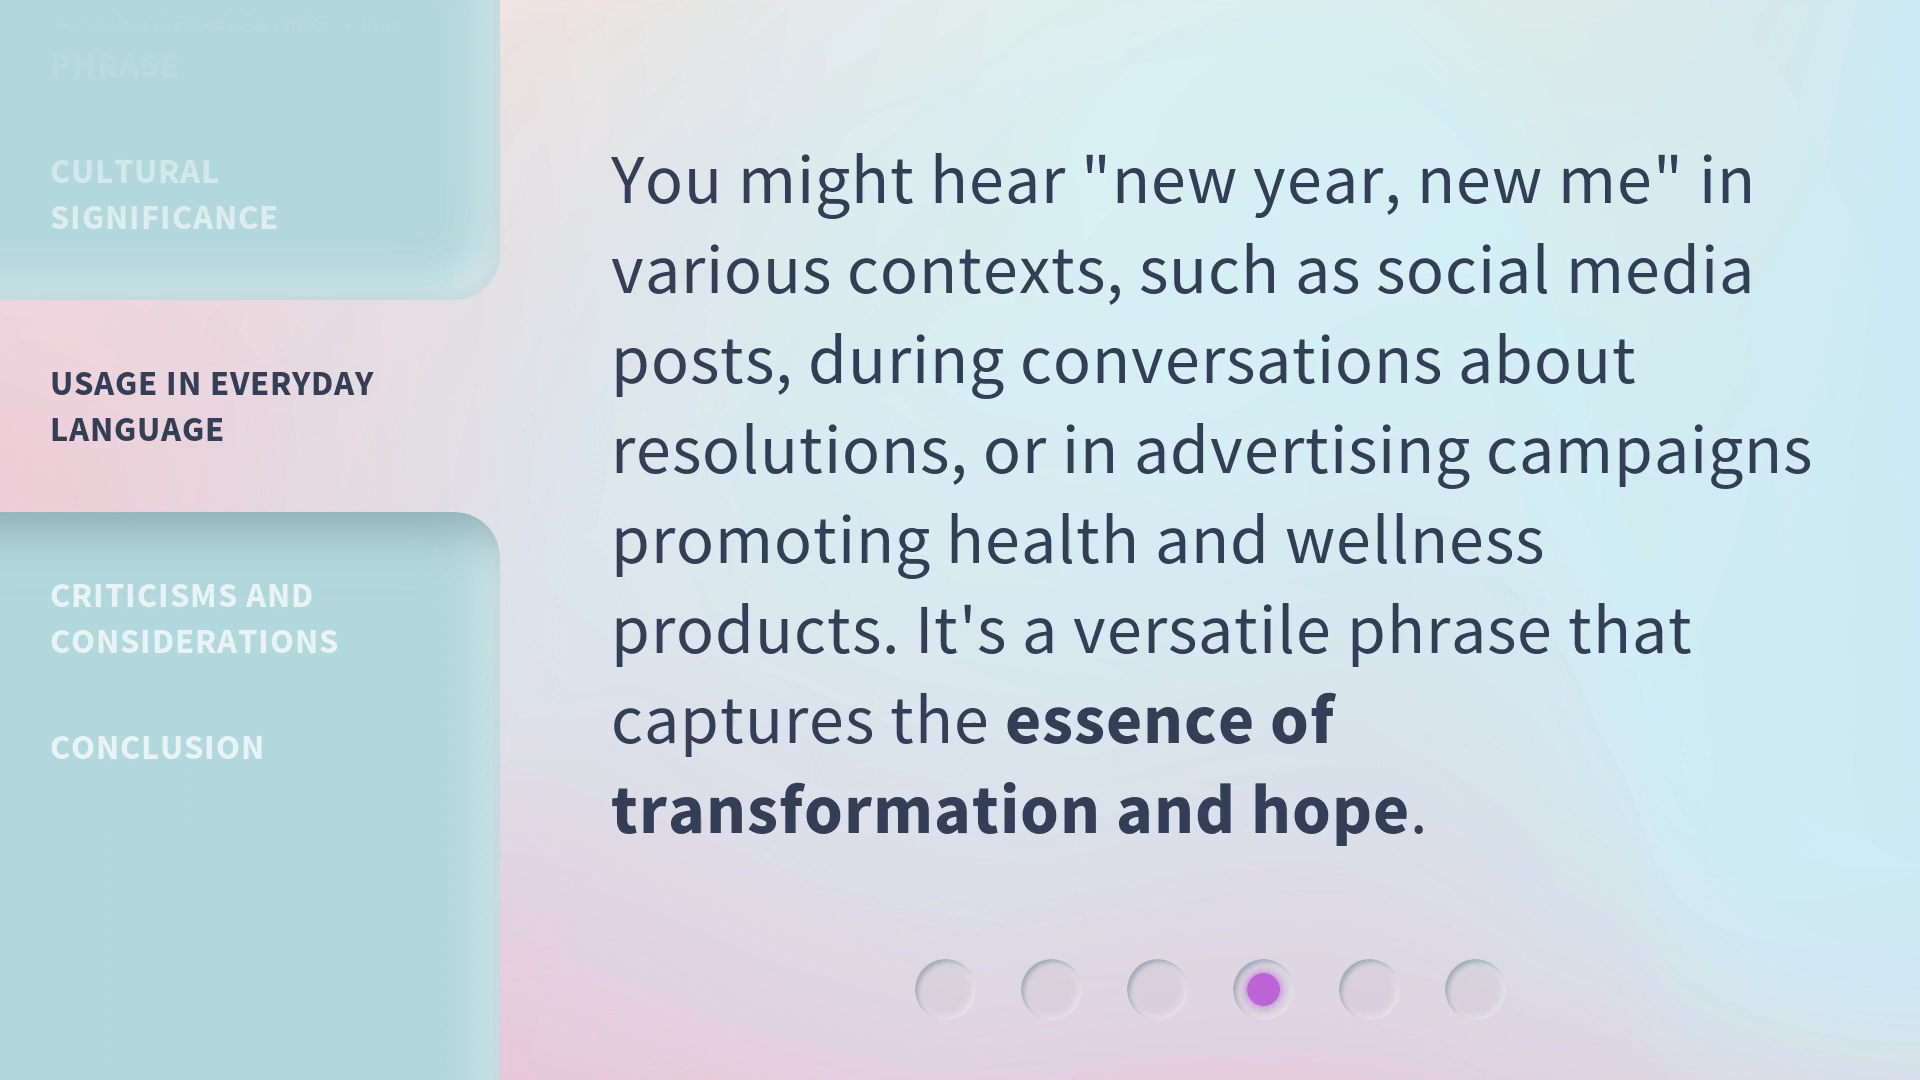 PHRASE
CULTURAL
SIGNIFICANCE
USAGE IN EVERYDAY
LANGUAGE
CRITICISMS AND
CONSIDERATIONS
CONCLUSION
You might hear "new year, new me" in
various contexts, such as social media
posts, during conversations about
resolutions, or in advertising campaigns
promoting health and wellness
products. It's a versatile phrase that
captures the essence of
transformation and hope.